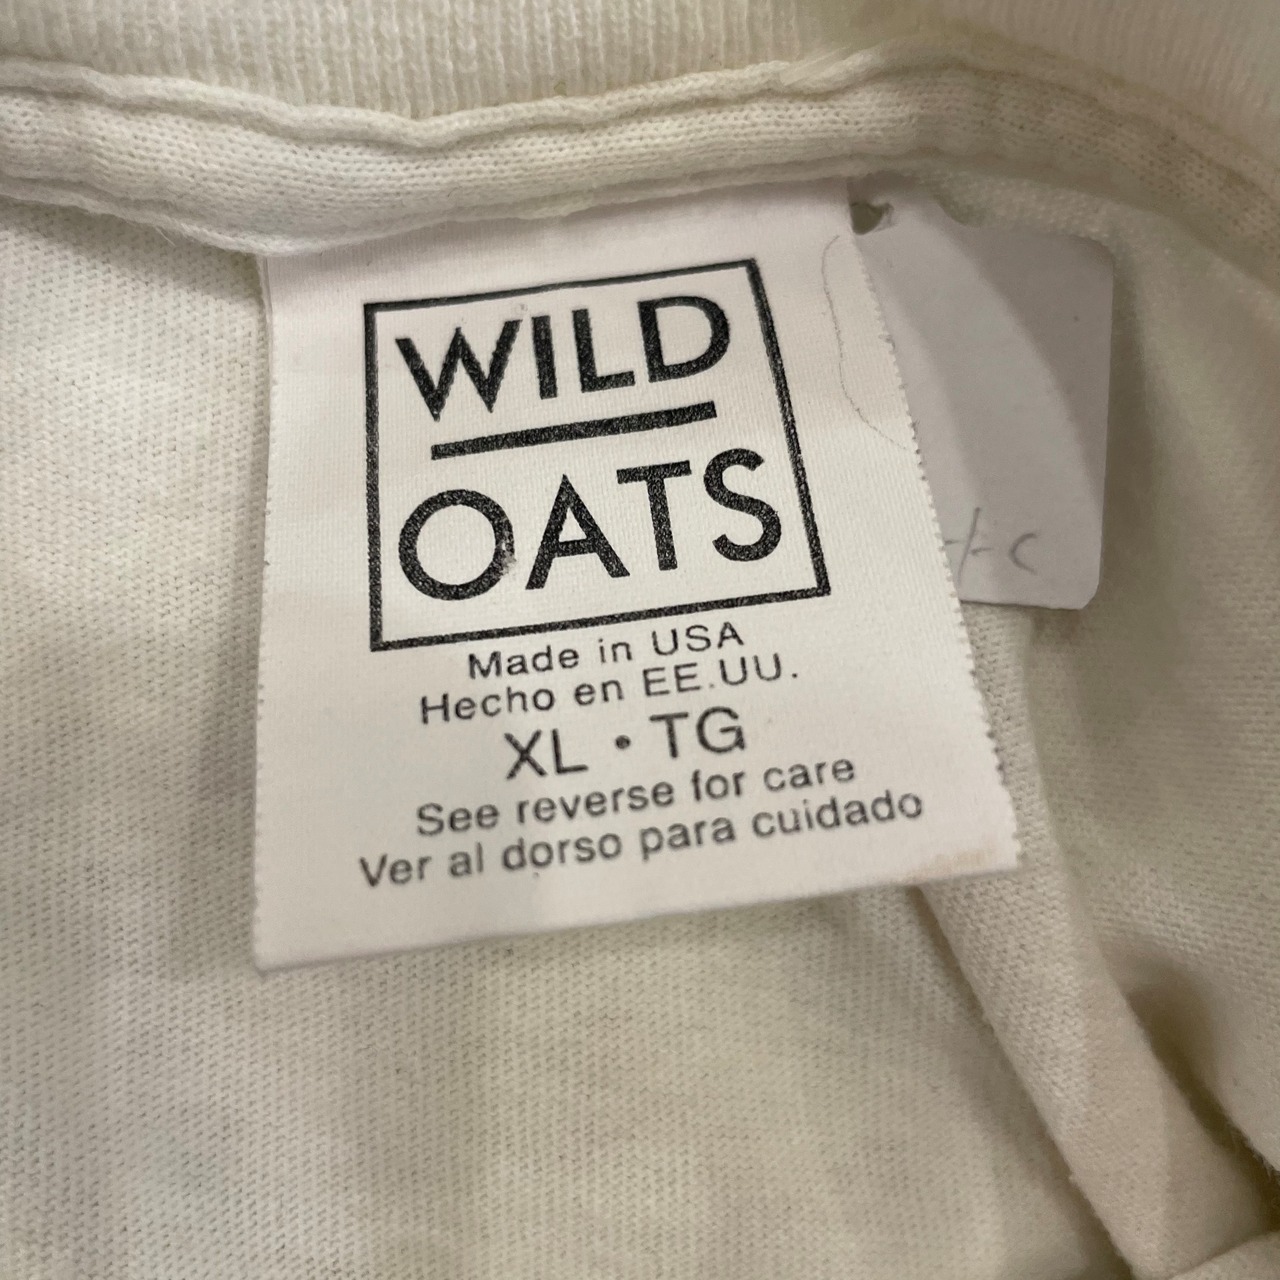 WILD
OATS
Made in USA
Hecho en EE.UU.
XL • TG
See reverse for care
Ver al dorso para cuidado